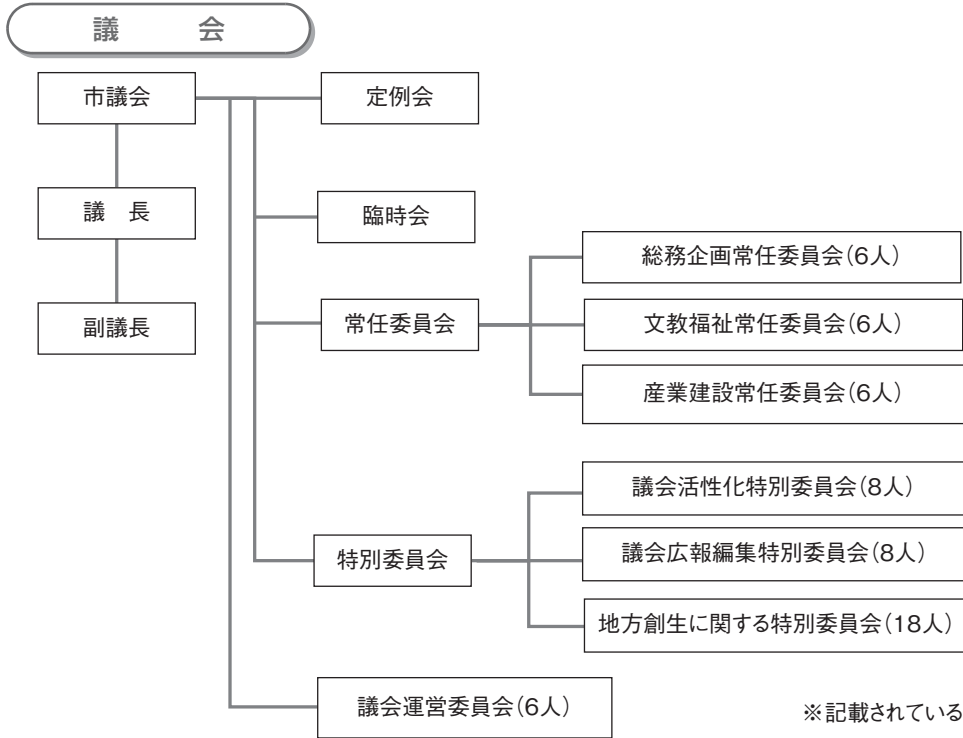 議　会
市議会
議　長
副議長
定例会
臨時会
常任委員会
総務企画常任委員会（6人）
文教福祉常任委員会（6人）
産業建設常任委員会（6人）
特別委員会
議会活性化特別委員会（8人）
議会広報編集特別委員会（8人）
地方創生に関する特別委員会（18人）
議会運営委員会（6人）
※記載されている